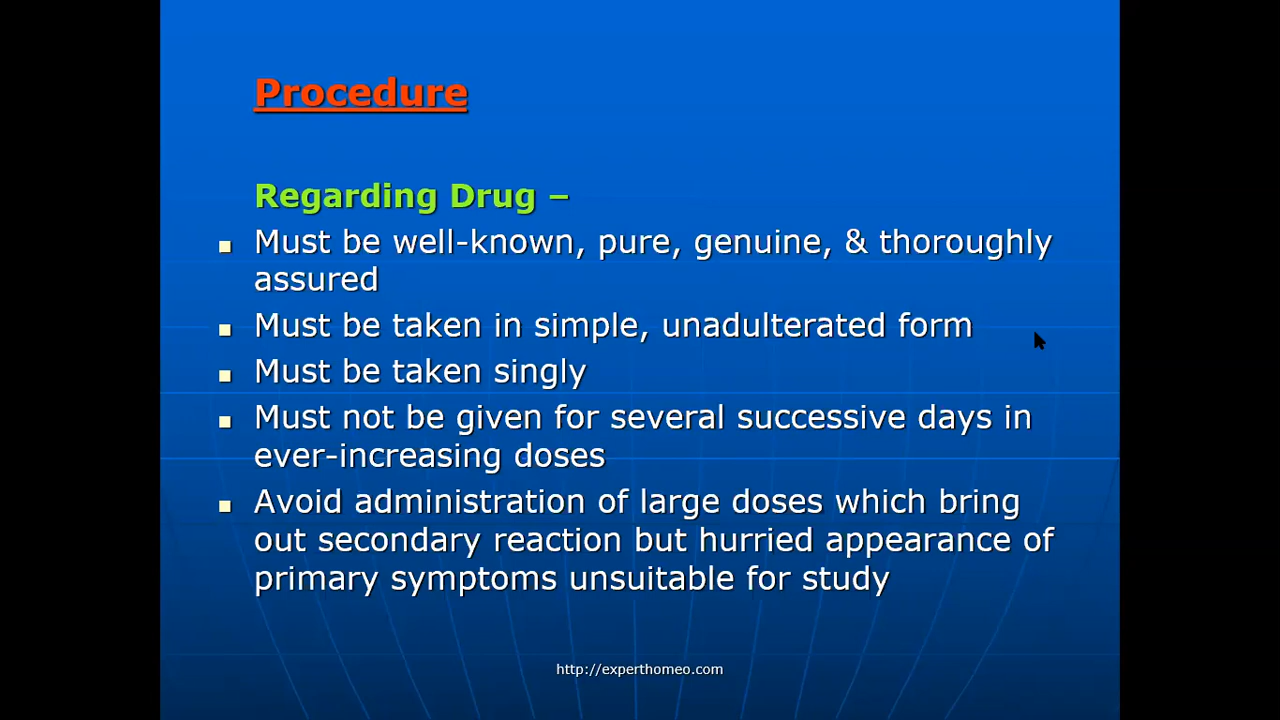 Procedure
Regarding Drug –
Must be well-known, pure, genuine, & thoroughly
assured
Must be taken in simple, unadulterated form
Must be taken singly
Must not be given for several successive days in
ever-increasing doses
Avoid administration of large doses which bring
out secondary reaction but hurried appearance of
primary symptoms unsuitable for study
http://experthomeo.com